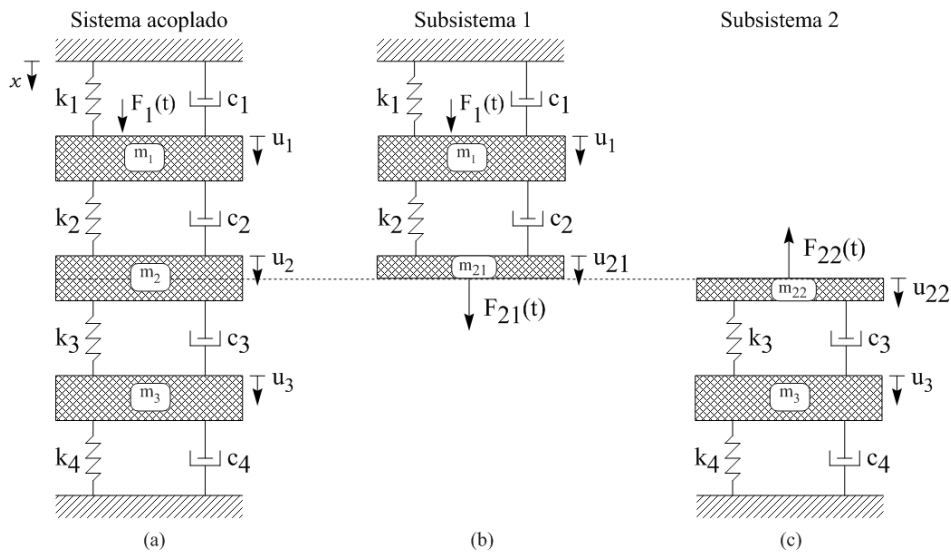 Sistema acoplado
Subsistema 1
Subsistema 2
x
k1
F1(t)
c1
u1
m1
k2
c2
u2
m2
k3
c3
u3
m3
k4
c4
(a)
k1
F1(t)
c1
u1
m1
k2
c2
u21
m21
F21(t)
(b)
F22(t)
u22
m22
k3
c3
u3
m3
k4
c4
(c)